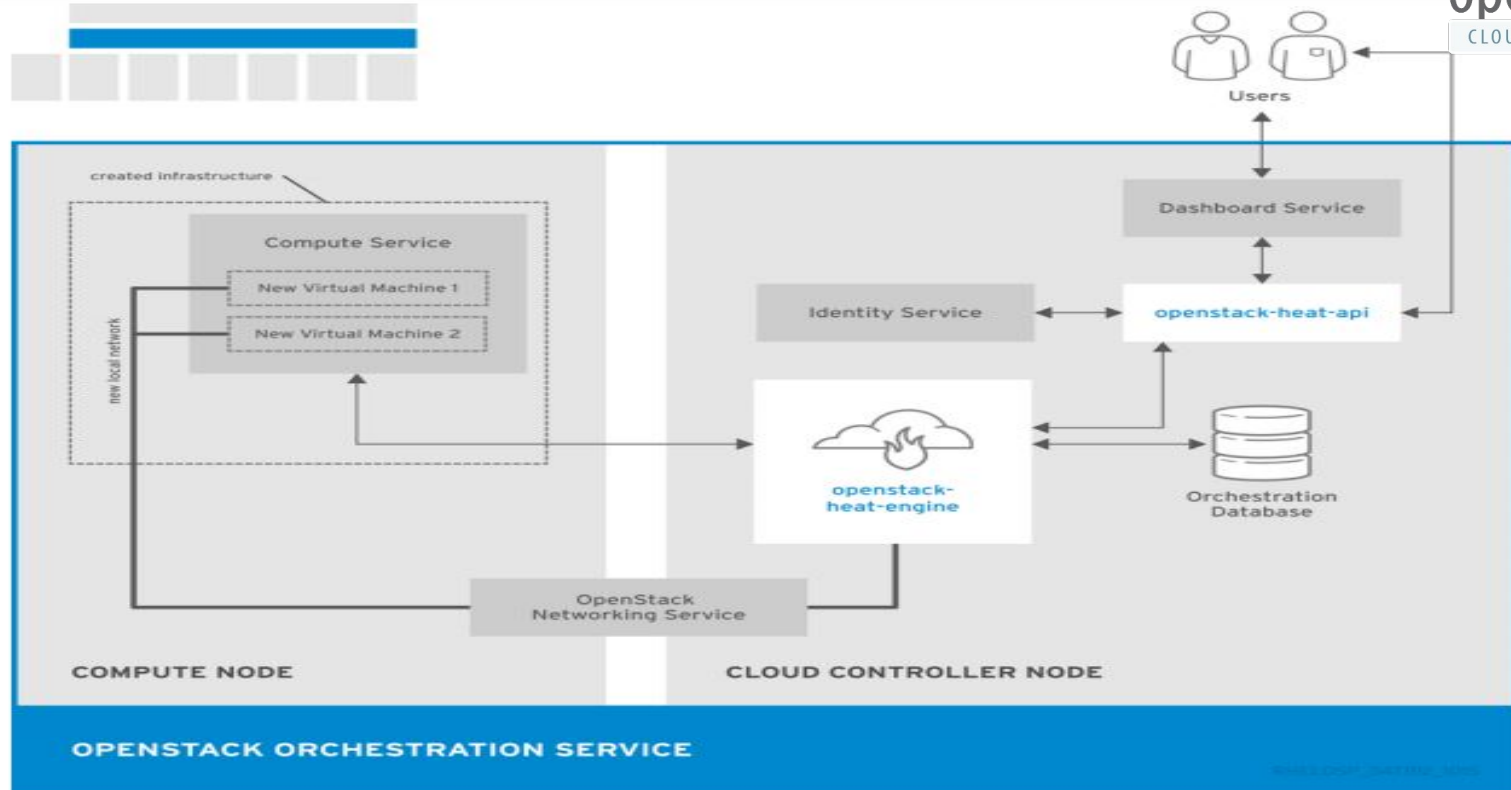 CLOU
Users
created infrastructure
Dashboard Service
Compute Service
New Virtual Machine 1
Identity Service
openstack-heat-api
New Virtual Machine 2
new local network
openstack-
heat-engine
Orchestration
Database
OpenStack
Networking Service
COMPUTE NODE
CLOUD CONTROLLER NODE
OPENSTACK ORCHESTRATION SERVICE